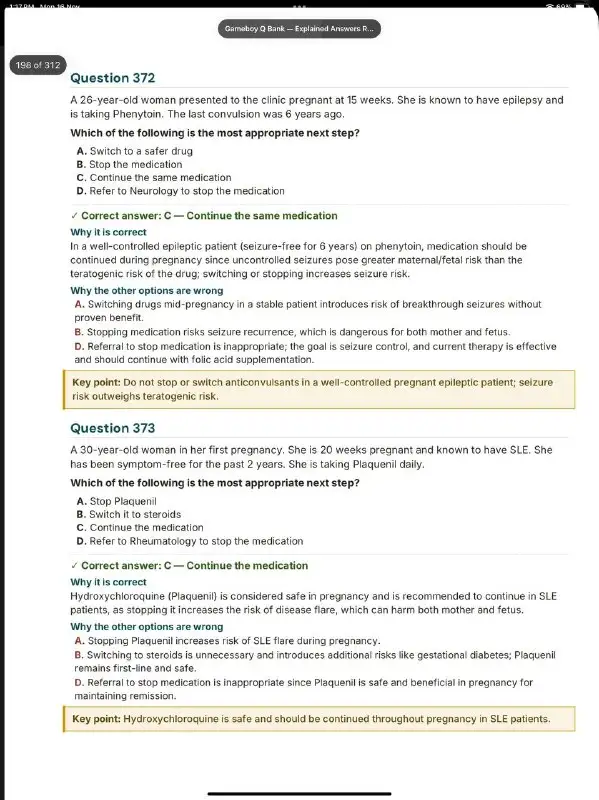 1:37 PM Mon 16 Nov
69%
Gameboy Q Bank — Explained Answers R...
198 of 312
Question 372
A 26-year-old woman presented to the clinic pregnant at 15 weeks. She is known to have epilepsy and
is taking Phenytoin. The last convulsion was 6 years ago.
Which of the following is the most appropriate next step?
A. Switch to a safer drug
B. Stop the medication
C. Continue the same medication
D. Refer to Neurology to stop the medication
✓ Correct answer: C — Continue the same medication
Why it is correct
In a well-controlled epileptic patient (seizure-free for 6 years) on phenytoin, medication should be
continued during pregnancy since uncontrolled seizures pose greater maternal/fetal risk than the
teratogenic risk of the drug; switching or stopping increases seizure risk.
Why the other options are wrong
A. Switching drugs mid-pregnancy in a stable patient introduces risk of breakthrough seizures without
proven benefit.
B. Stopping medication risks seizure recurrence, which is dangerous for both mother and fetus.
D. Referral to stop medication is inappropriate; the goal is seizure control, and current therapy is effective
and should continue with folic acid supplementation.
Key point: Do not stop or switch anticonvulsants in a well-controlled pregnant epileptic patient; seizure
risk outweighs teratogenic risk.
Question 373
A 30-year-old woman in her first pregnancy. She is 20 weeks pregnant and known to have SLE. She
has been symptom-free for the past 2 years. She is taking Plaquenil daily.
Which of the following is the most appropriate next step?
A. Stop Plaquenil
B. Switch it to steroids
C. Continue the medication
D. Refer to Rheumatology to stop the medication
✓ Correct answer: C — Continue the medication
Why it is correct
Hydroxychloroquine (Plaquenil) is considered safe in pregnancy and is recommended to continue in SLE
patients, as stopping it increases the risk of disease flare, which can harm both mother and fetus.
Why the other options are wrong
A. Stopping Plaquenil increases risk of SLE flare during pregnancy.
B. Switching to steroids is unnecessary and introduces additional risks like gestational diabetes; Plaquenil
remains first-line and safe.
D. Referral to stop medication is inappropriate since Plaquenil is safe and beneficial in pregnancy for
maintaining remission.
Key point: Hydroxychloroquine is safe and should be continued throughout pregnancy in SLE patients.